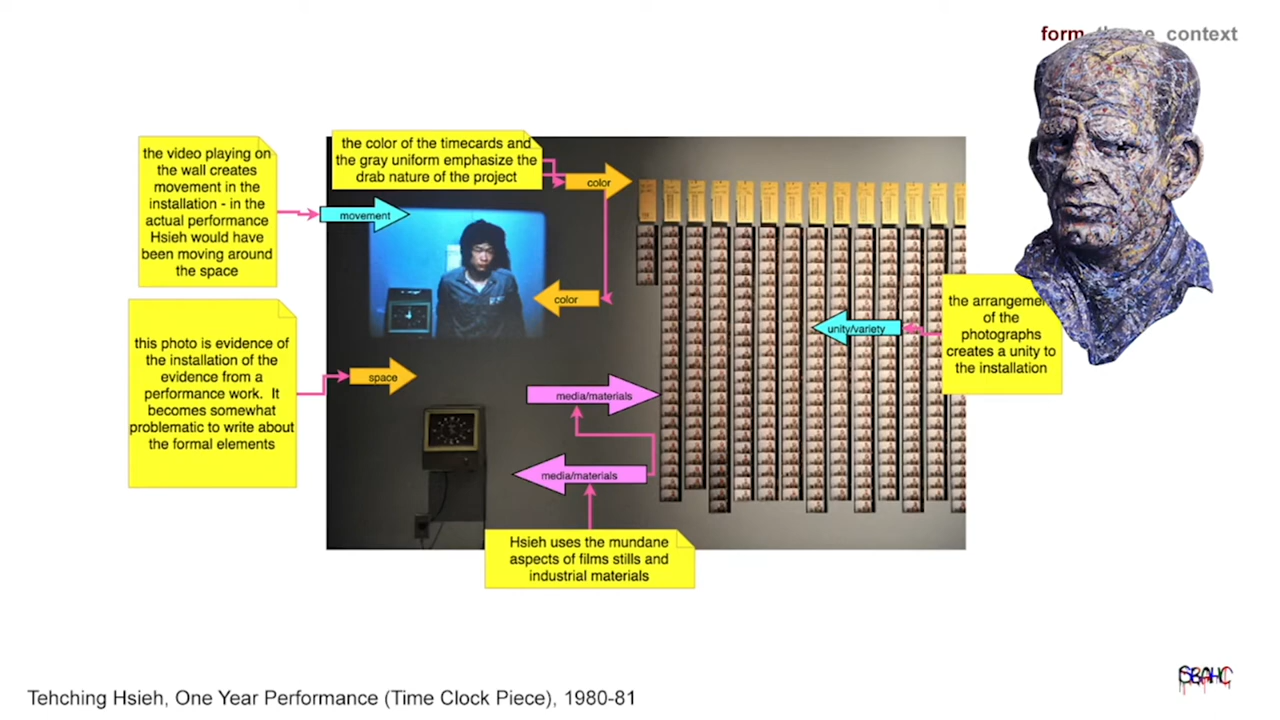 form theme context
the video playing on
the wall creates
movement in the
installation - in the
actual performance
Hsieh would have
been moving around
the space
the color of the timecards and
the gray uniform emphasize the
drab nature of the project
color
movement
color
this photo is evidence of
the installation of the
evidence from a
performance work. It
becomes somewhat
problematic to write about
the formal elements
space
unity/variety
the arrangement
of the
photographs
creates a unity to
the installation
media/materials
media/materials
Hsieh uses the mundane
aspects of films stills and
industrial materials
Tehching Hsieh, One Year Performance (Time Clock Piece), 1980-81
SBAHC